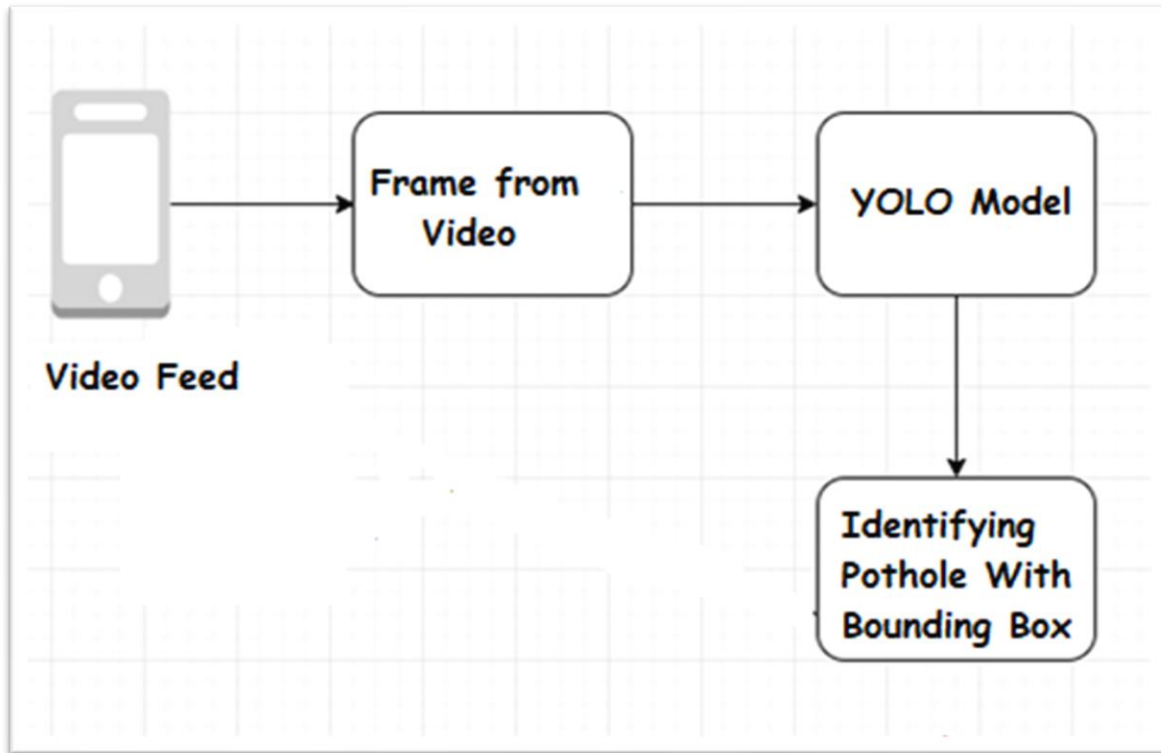 Frame from
Video
YOLO Model
Video Feed
Identifying
Pothole With
Bounding Box